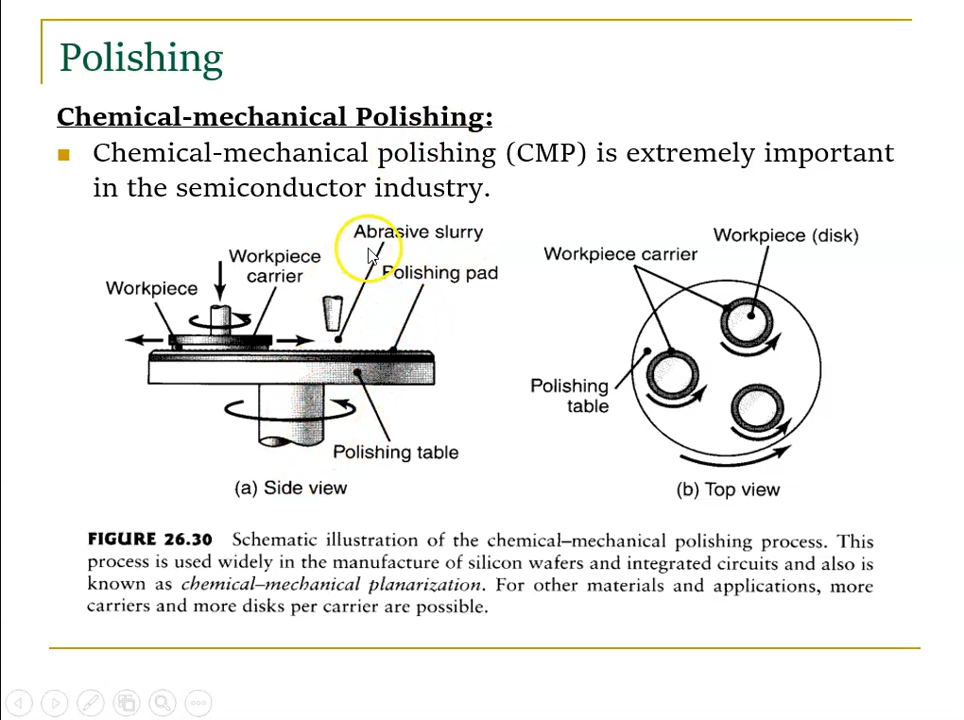 Polishing
Chemical-mechanical Polishing:
Chemical-mechanical polishing (CMP) is extremely important
in the semiconductor industry.
Abrasive slurry
Workpiece
carrier
Polishing pad
Workpiece
Polishing table
(a) Side view
Workpiece (disk)
Workpiece carrier
Polishing
table
(b) Top view
FIGURE 26.30 Schematic illustration of the chemical–mechanical polishing process. This
process is used widely in the manufacture of silicon wafers and integrated circuits and also is
known as chemical–mechanical planarization. For other materials and applications, more
carriers and more disks per carrier are possible.